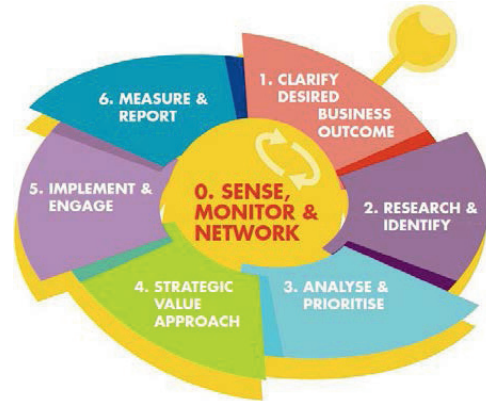 1. CLARIFY
DESIRED
BUSINESS
OUTCOME
2. RESEARCH &
IDENTIFY
3. ANALYSE &
PRIORITISE
4. STRATEGIC
VALUE
APPROACH
5. IMPLEMENT &
ENGAGE
6. MEASURE &
REPORT
0. SENSE,
MONITOR &
NETWORK